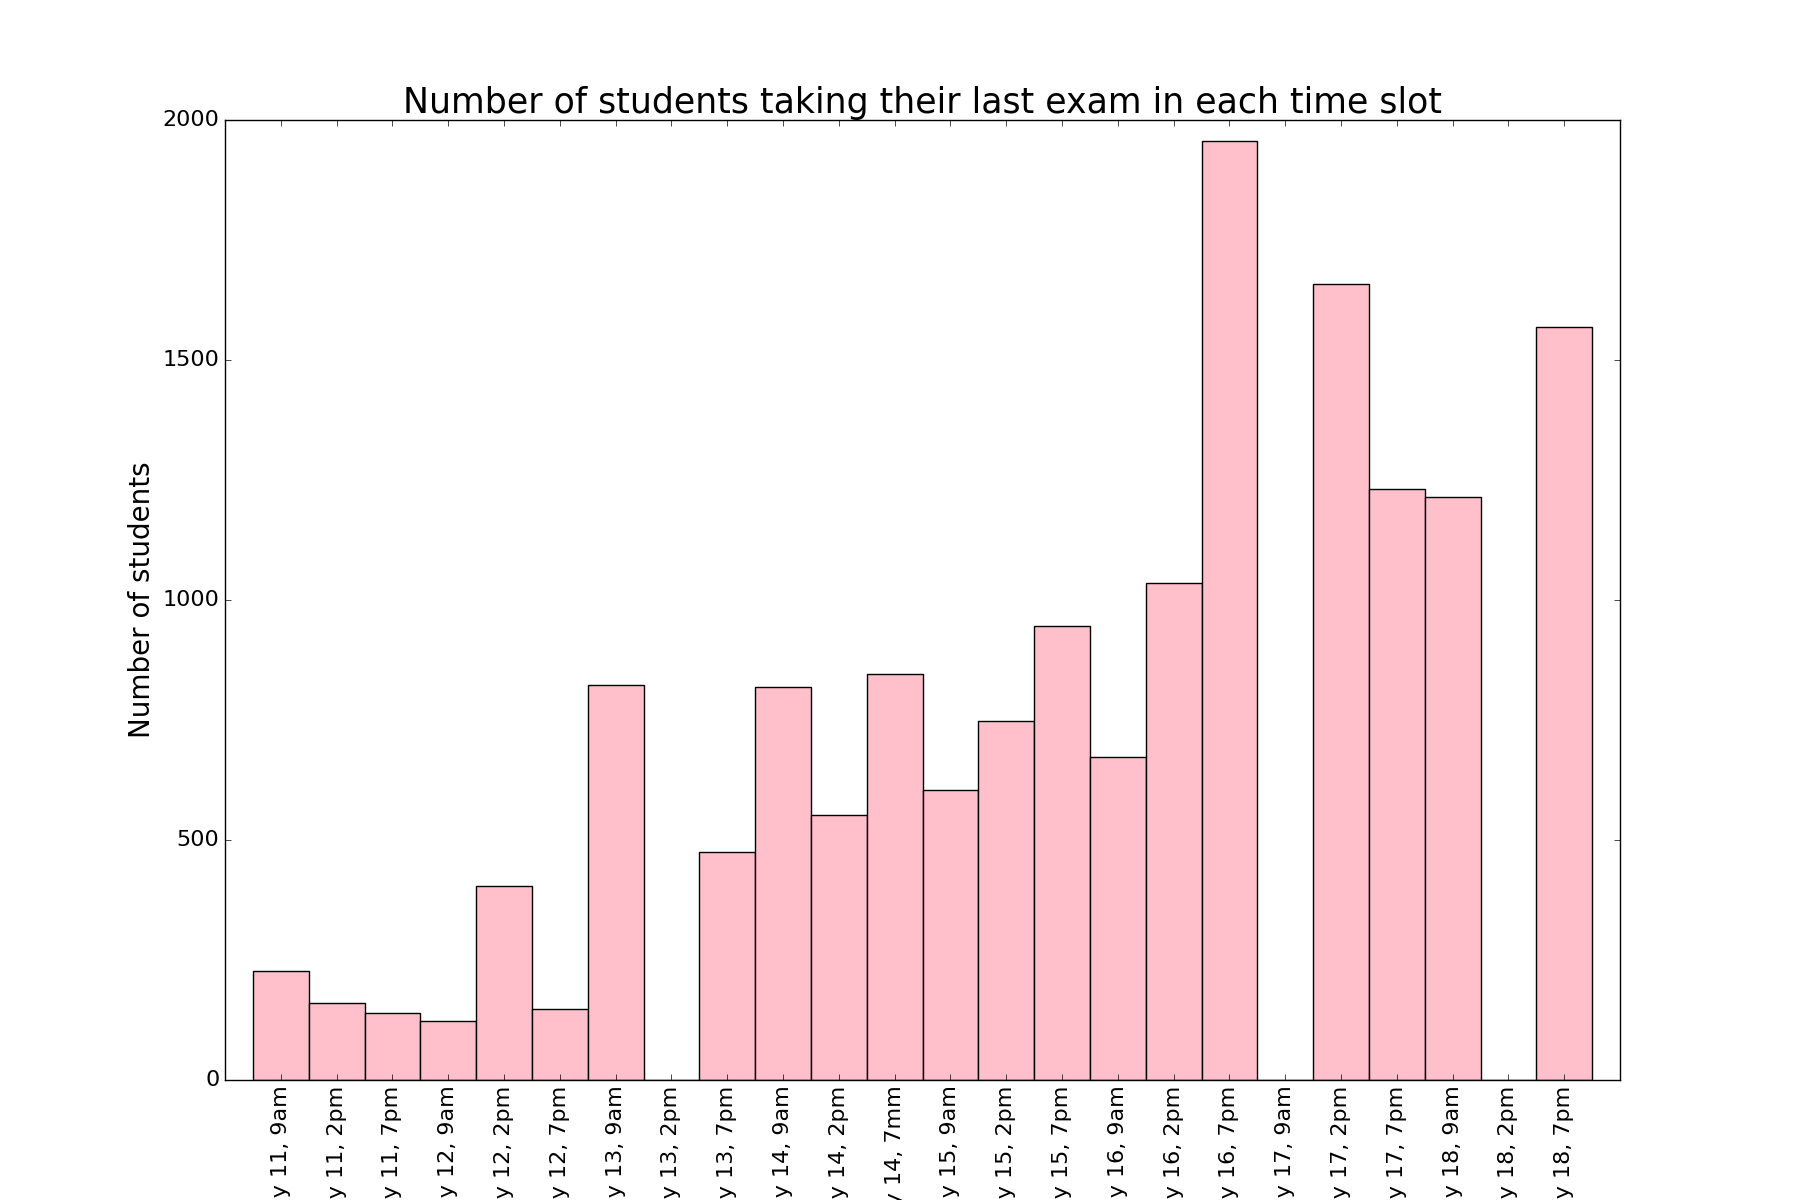 Number of students taking their last exam in each time slot
Number of students
2000
1500
1000
500
0
y 11, 9am
y 11, 2pm
y 11, 7pm
y 12, 9am
y 12, 2pm
y 12, 7pm
y 13, 9am
y 13, 2pm
y 13, 7pm
y 14, 9am
y 14, 2pm
y 14, 7mm
y 15, 9am
y 15, 2pm
y 15, 7pm
y 16, 9am
y 16, 2pm
y 16, 7pm
y 17, 9am
y 17, 2pm
y 17, 7pm
y 18, 9am
y 18, 2pm
y 18, 7pm